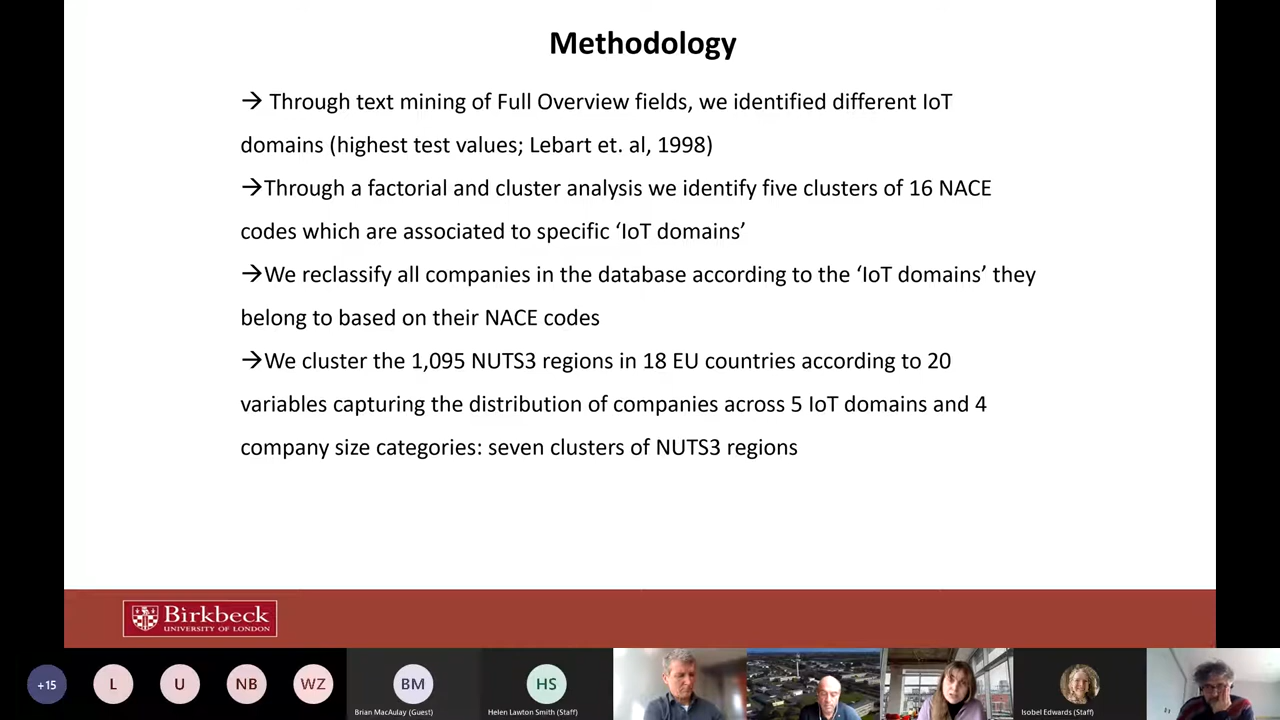 Methodology
→ Through text mining of Full Overview fields, we identified different IoT
domains (highest test values; Lebart et. al, 1998)
→Through a factorial and cluster analysis we identify five clusters of 16 NACE
codes which are associated to specific ‘IoT domains’
→We reclassify all companies in the database according to the ‘IoT domains’ they
belong to based on their NACE codes
→We cluster the 1,095 NUTS3 regions in 18 EU countries according to 20
variables capturing the distribution of companies across 5 IoT domains and 4
company size categories: seven clusters of NUTS3 regions
Birkbeck
UNIVERSITY OF LONDON
+15
L
U
NB
WZ
BM
HS
Brian MacAulay (Guest)
Helen Lawton Smith (Staff)
Isobel Edwards (Staff)